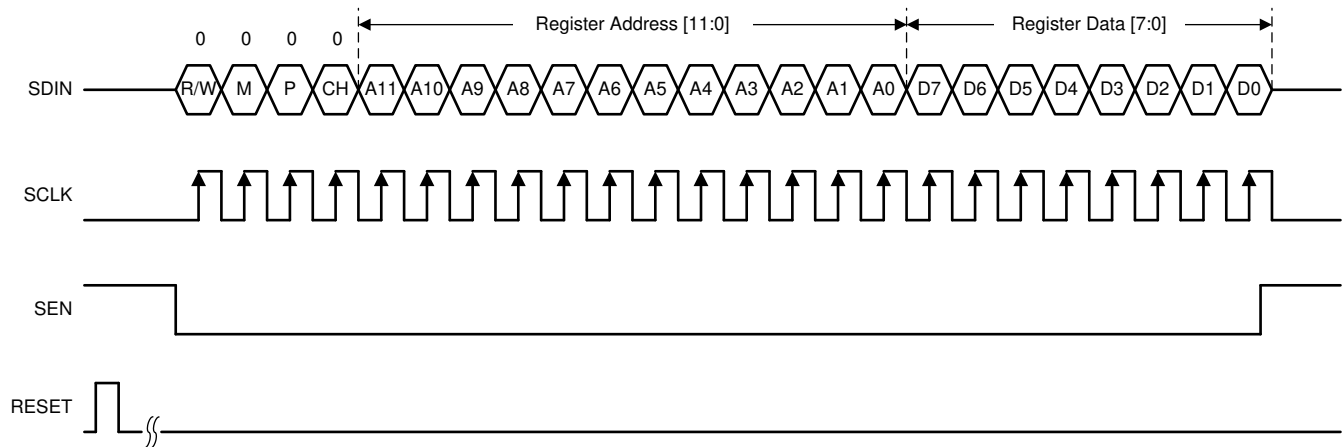 Register Address [11:0] Register Data [7:0]
0 0 0 0
SDIN R/W M P CH A11 A10 A9 A8 A7 A6 A5 A4 A3 A2 A1 A0 D7 D6 D5 D4 D3 D2 D1 D0
SCLK
SEN
RESET